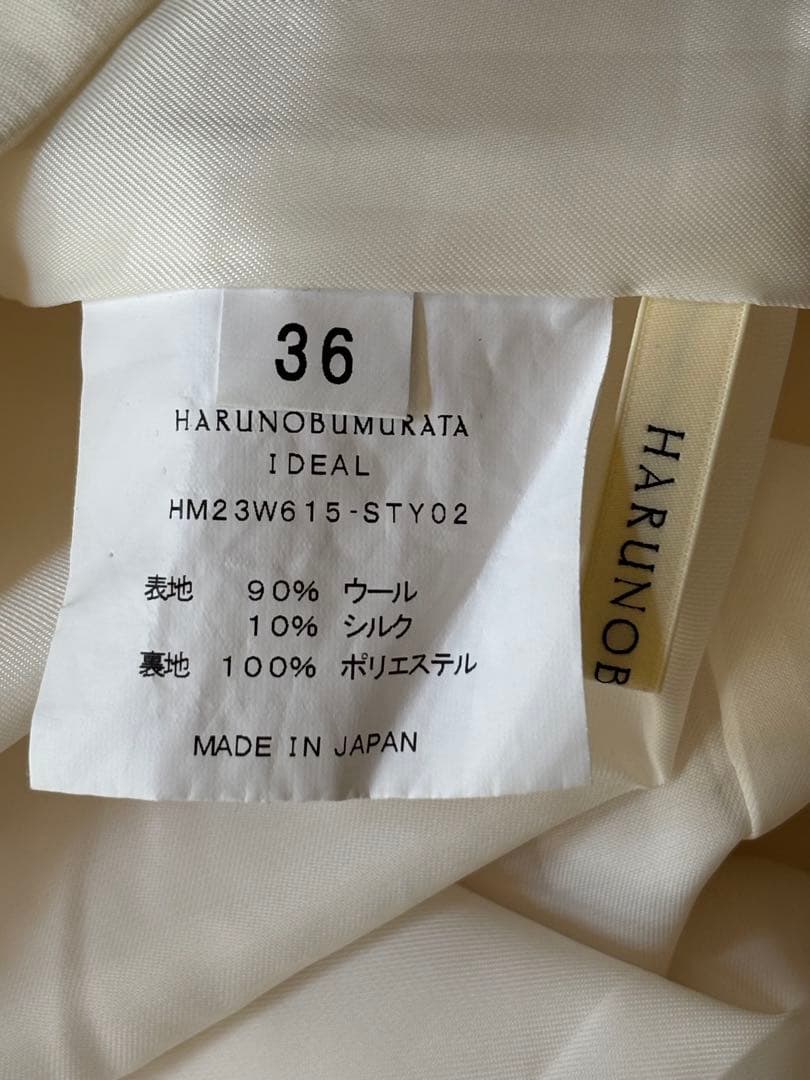 36
HARUNOBUMURATA
IDEAL
HM23W615-STY02
表地 90% ウール
10% シルク
裏地 100% ポリエステル
MADE IN JAPAN
HARUNOB